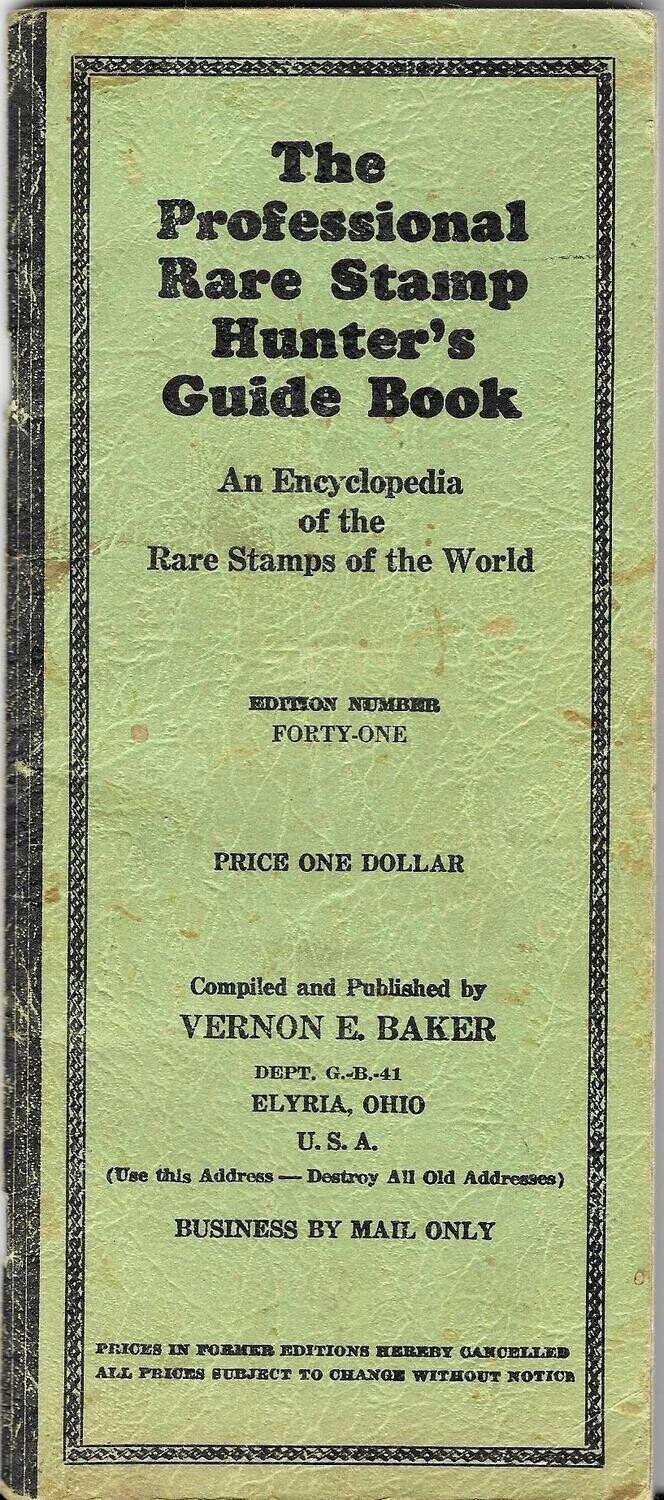 The
Professional
Rare Stamp
Hunter's
Guide Book
An Encyclopedia
of the
Rare Stamps of the World
EDITION NUMBER
FORTY-ONE
PRICE ONE DOLLAR
Compiled and Published by
VERNON E. BAKER
DEPT. G.-B.-41
ELYRIA, OHIO
U. S. A.
(Use this Address — Destroy All Old Addresses)
BUSINESS BY MAIL ONLY
PRICES IN FORMER EDITIONS HEREBY CANCELLED
ALL PRICES SUBJECT TO CHANGE WITHOUT NOTICE